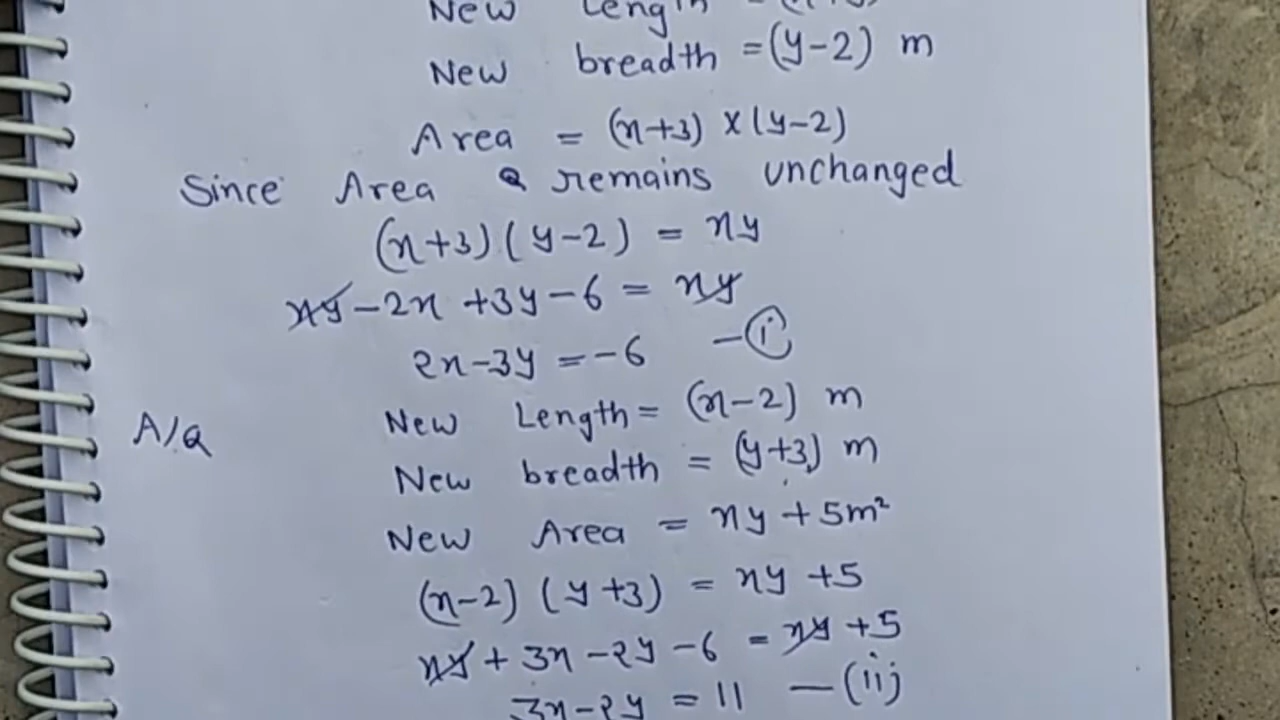 New Length =
New breadth = (y-2) m
Area = (x+3) × (y-2)
Since Area remains unchanged
(x+3)(y-2) = xy
xy-2x+3y-6 = xy
2x-3y = -6 -(i)
A/Q New Length = (x-2) m
New breadth = (y+3) m
New Area = xy + 5m²
(x-2) (y+3) = xy +5
xy + 3x - 2y - 6 = xy + 5
3x-2y = 11 -(ii)